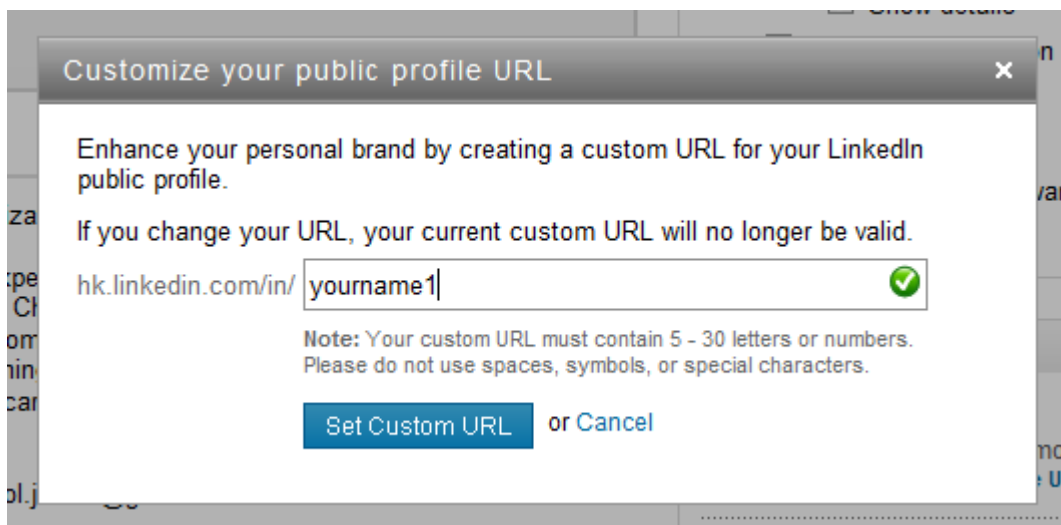 Show details
Customize your public profile URL
Enhance your personal brand by creating a custom URL for your LinkedIn
public profile.
If you change your URL, your current custom URL will no longer be valid.
hk.linkedin.com/in/ yourname1
Note: Your custom URL must contain 5 - 30 letters or numbers.
Please do not use spaces, symbols, or special characters.
Set Custom URL or Cancel